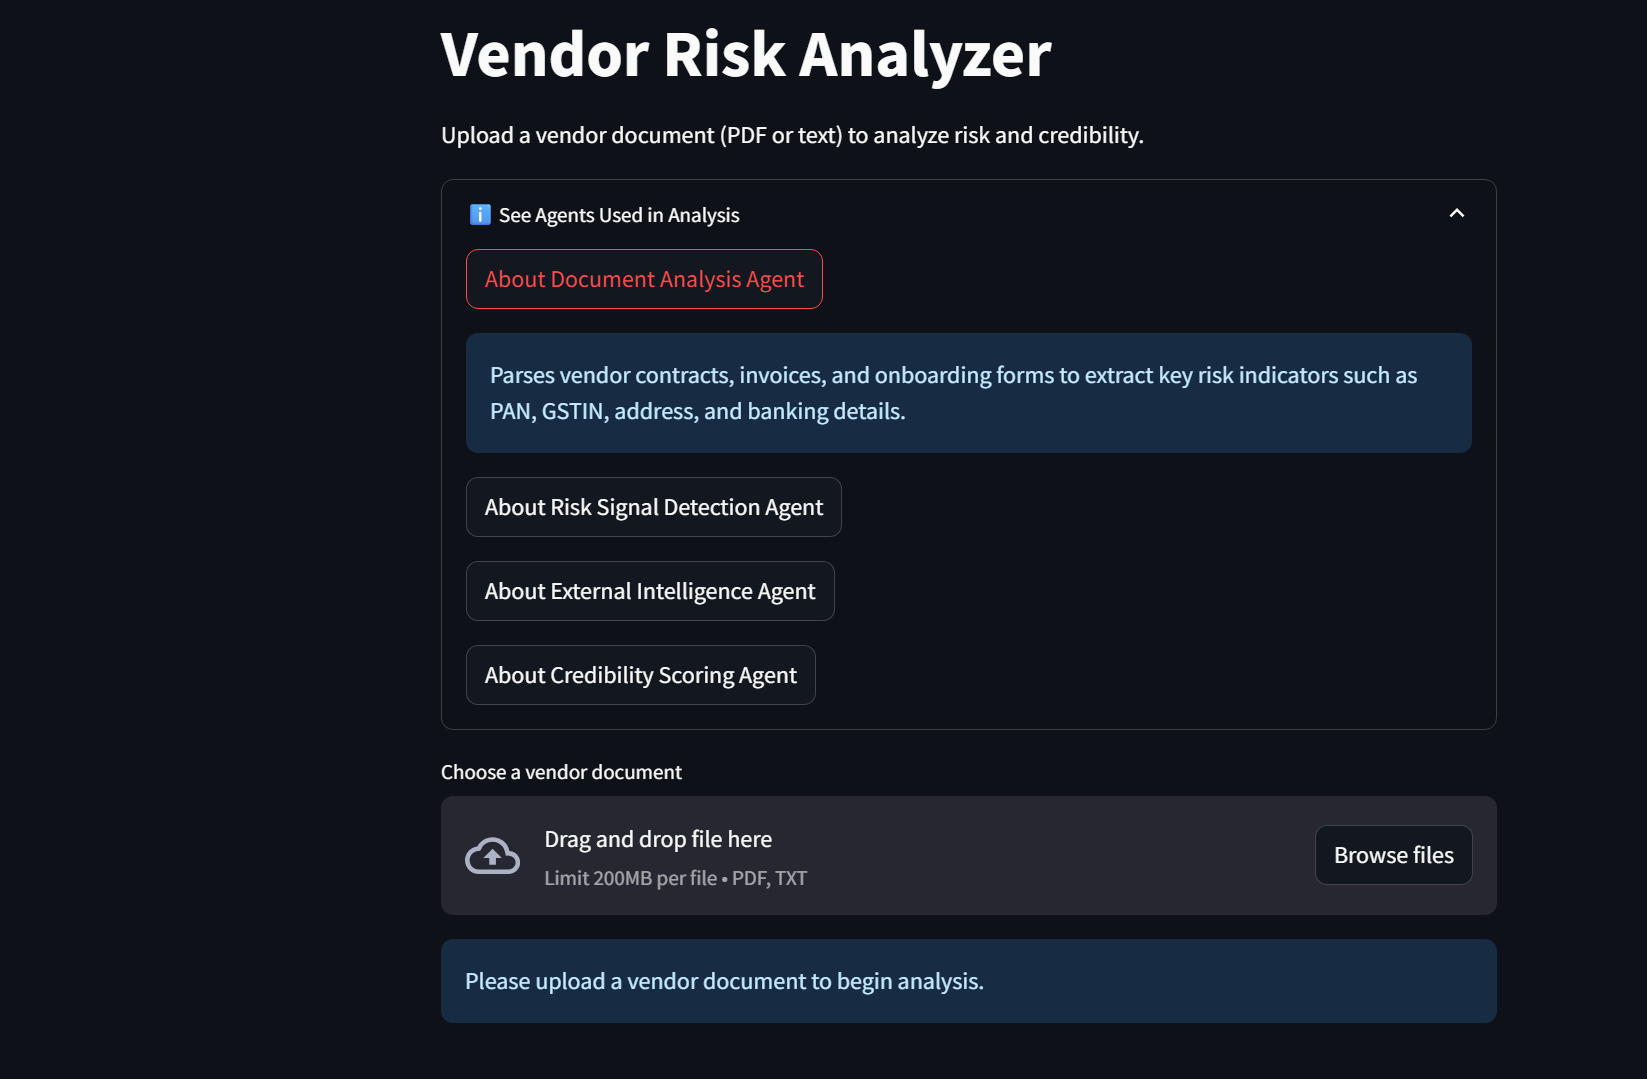 Vendor Risk Analyzer
Upload a vendor document (PDF or text) to analyze risk and credibility.
ℹ️ See Agents Used in Analysis
About Document Analysis Agent
Parses vendor contracts, invoices, and onboarding forms to extract key risk indicators such as
PAN, GSTIN, address, and banking details.
About Risk Signal Detection Agent
About External Intelligence Agent
About Credibility Scoring Agent
Choose a vendor document
Drag and drop file here
Limit 200MB per file • PDF, TXT
Browse files
Please upload a vendor document to begin analysis.